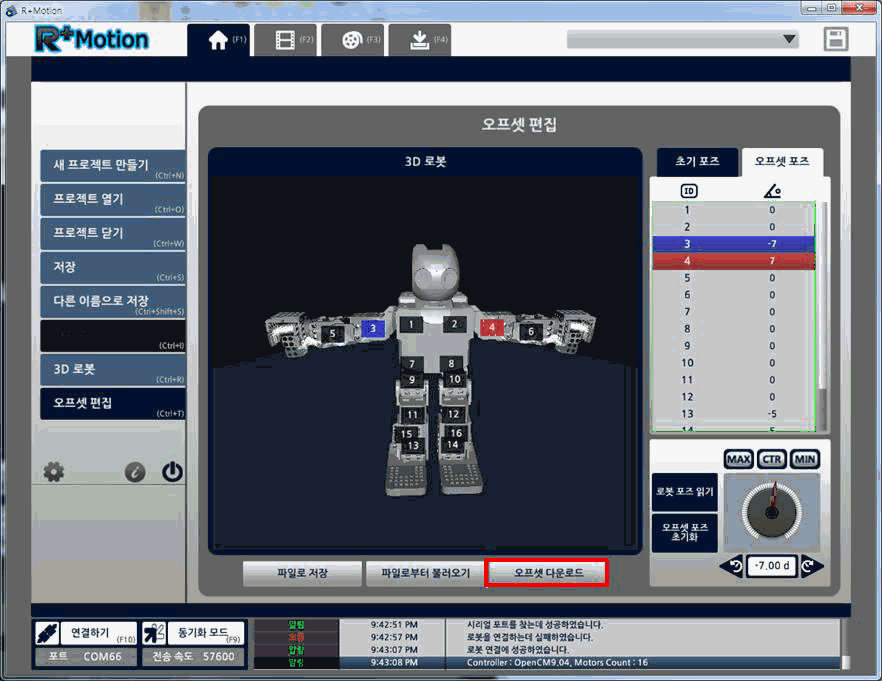 R+Motion
R+Motion
(F1)
(F2)
(F3)
(F4)
오프셋 편집
새 프로젝트 만들기
(Ctrl+N)
프로젝트 열기
(Ctrl+O)
프로젝트 닫기
(Ctrl+W)
저장
(Ctrl+S)
다른 이름으로 저장
(Ctrl+Shift+S)
(Ctrl+I)
3D 로봇
(Ctrl+R)
오프셋 편집
(Ctrl+T)
3D 로봇
5 3 1 2 4 6
7 8
9 10
11 12
15 16
13 14
파일로 저장
파일로부터 불러오기
오프셋 다운로드
초기 포즈
오프셋 포즈
ID
1 0
2 0
3 -7
4 7
5 0
6 0
7 0
8 0
9 0
10 0
11 0
12 0
13 -5
14 5
MAX CTR MIN
로봇 포즈 읽기
오프셋 포즈
초기화
-7.00 d
연결하기 (F10)
동기화 모드 (F9)
포트 COM66
전송 속도 57600
알림 9:42:51 PM 시리얼 포트를 찾는데 성공하였습니다.
9:42:57 PM 로봇을 연결하는데 실패하였습니다.
알림 9:43:07 PM 로봇 연결에 성공하였습니다.
알림 9:43:08 PM Controller : OpenCM9.04, Motors Count : 16